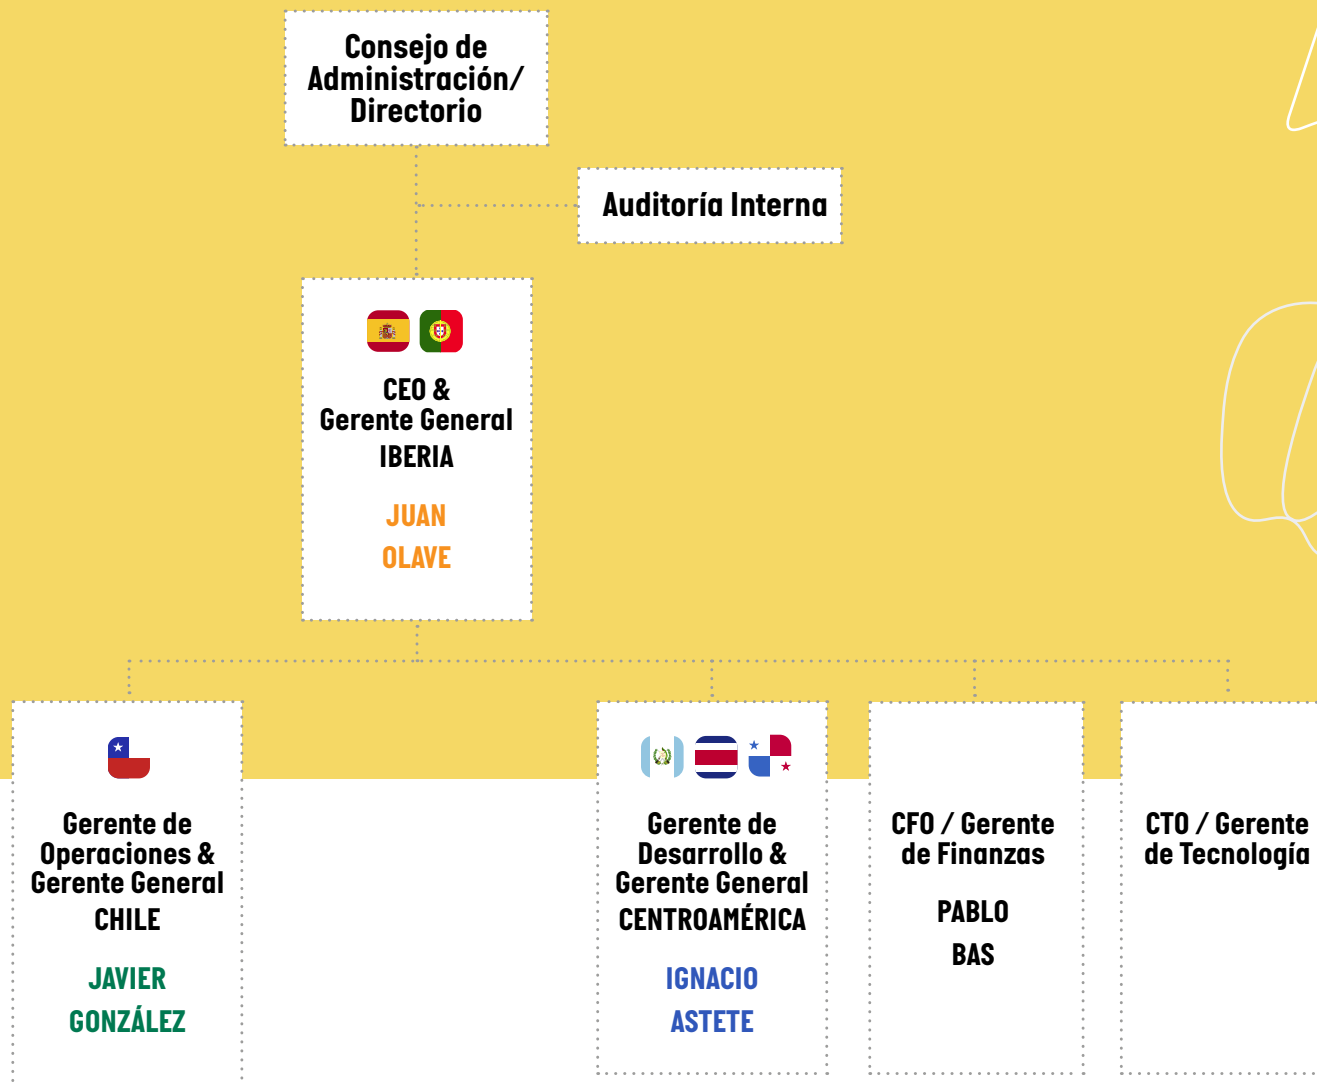 Consejo de
Administración/
Directorio
Auditoría Interna
CEO &
Gerente General
IBERIA
JUAN
OLAVE
Gerente de
Operaciones &
Gerente General
CHILE
JAVIER
GONZÁLEZ
Gerente de
Desarrollo &
Gerente General
CENTROAMÉRICA
IGNACIO
ASTETE
CFO / Gerente
de Finanzas
PABLO
BAS
CTO / Gerente
de Tecnología